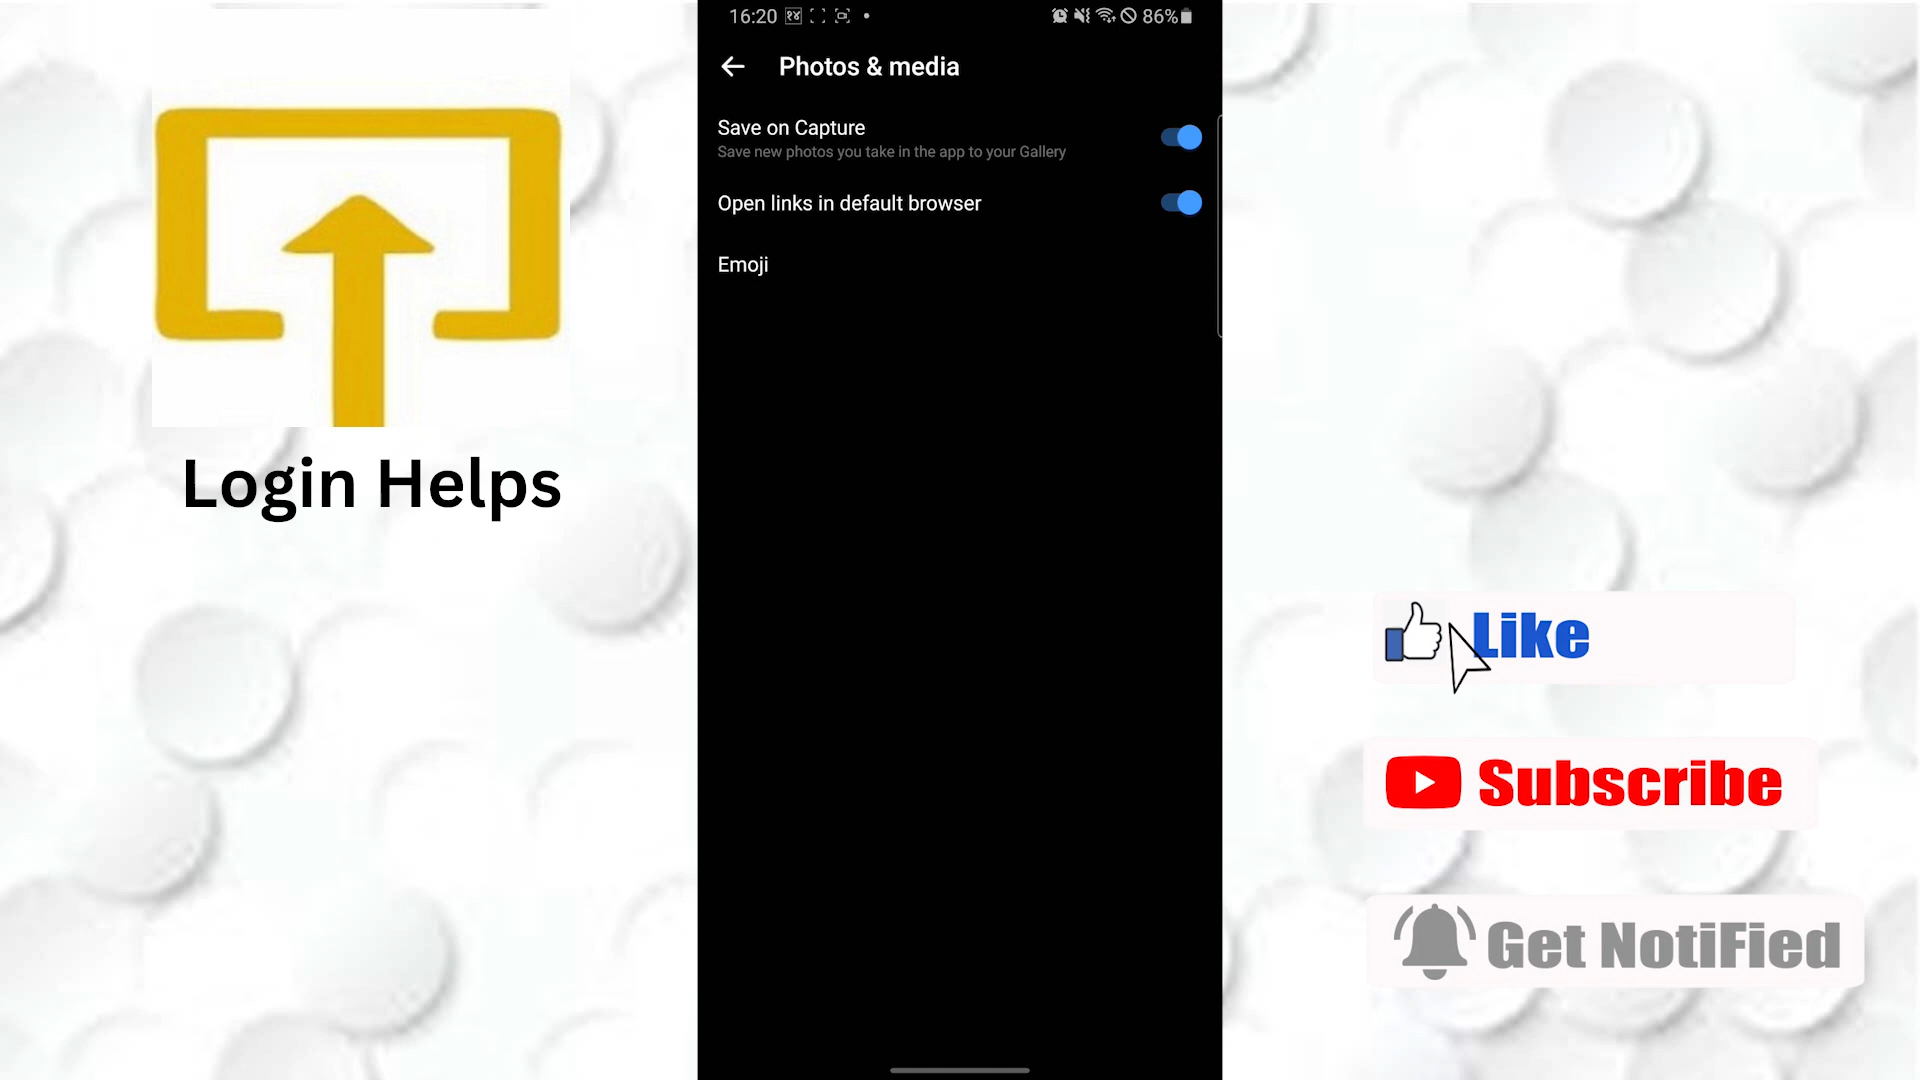 16:20
86%
Photos & media
Save on Capture
Save new photos you take in the app to your Gallery
Open links in default browser
Emoji
Login Helps
Like
Subscribe
Get NotiFied